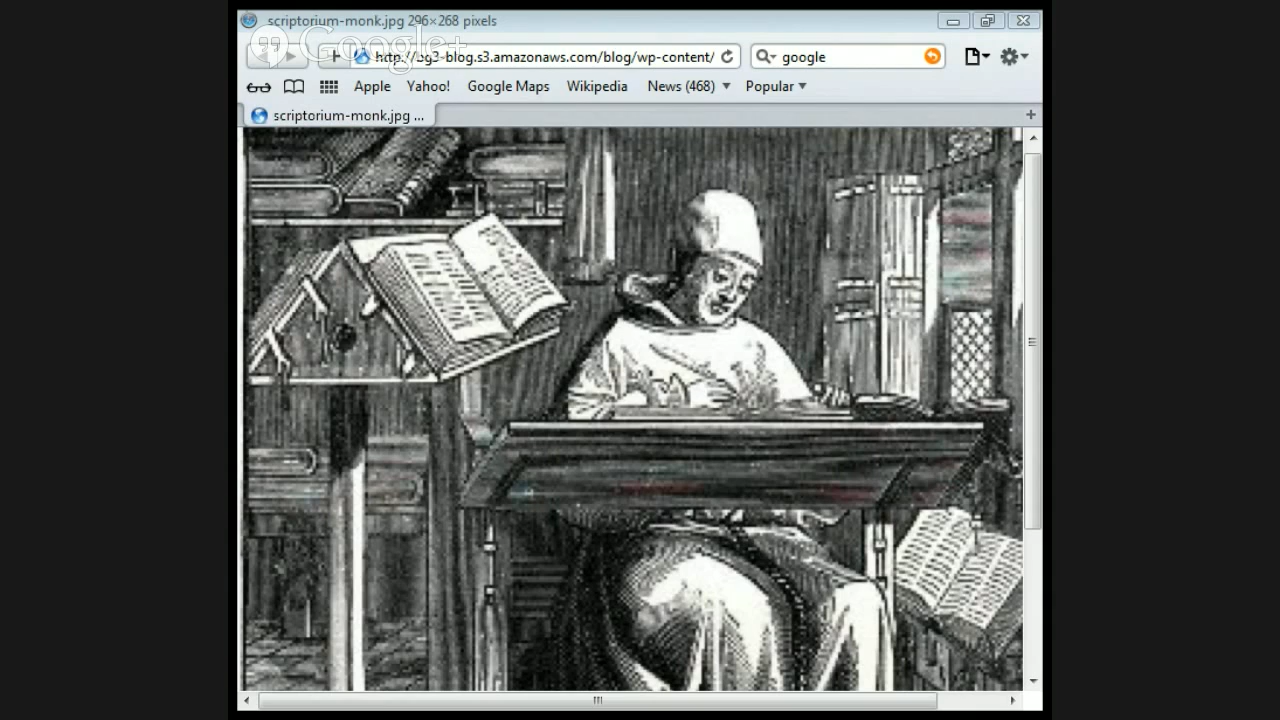 scriptorium-monk.jpg 296×268 pixels
Google+
http://bg3-blog.s3.amazonaws.com/blog/wp-content/
google
Apple Yahoo! Google Maps Wikipedia News (468) Popular
scriptorium-monk.jpg ...